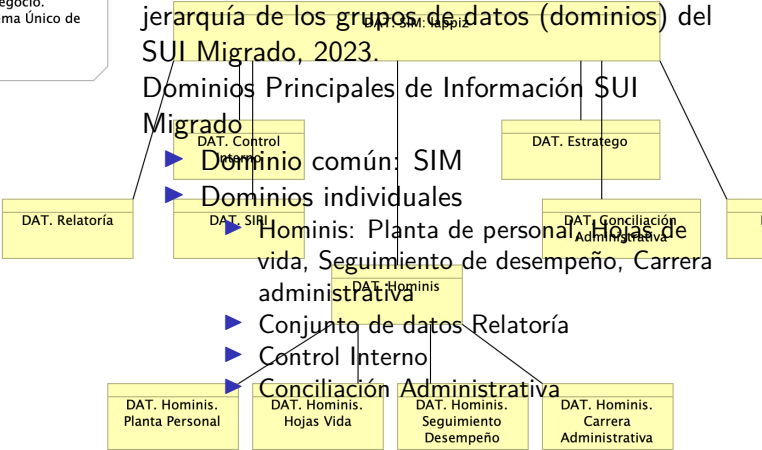 egocio.
ema Único de
jerarquía de los grupos de datos (dominios) del
DAT. SIM: Iappiz
SUI Migrado, 2023.
Dominios Principales de Información SUI
Migrado
DAT. Control
Interno
DAT. Estratego
Dominio común: SIM
Dominios individuales
DAT. Relatoría
DAT. SIRI
DAT. Conciliación
Administrativa
Hominis: Planta de personal, Hojas de
vida, Seguimiento de desempeño, Carrera
administrativa
DAT. Hominis
Conjunto de datos Relatoría
Control Interno
Conciliación Administrativa
DAT. Hominis.
Planta Personal
DAT. Hominis.
Hojas Vida
DAT. Hominis.
Seguimiento
Desempeño
DAT. Hominis.
Carrera
Administrativa